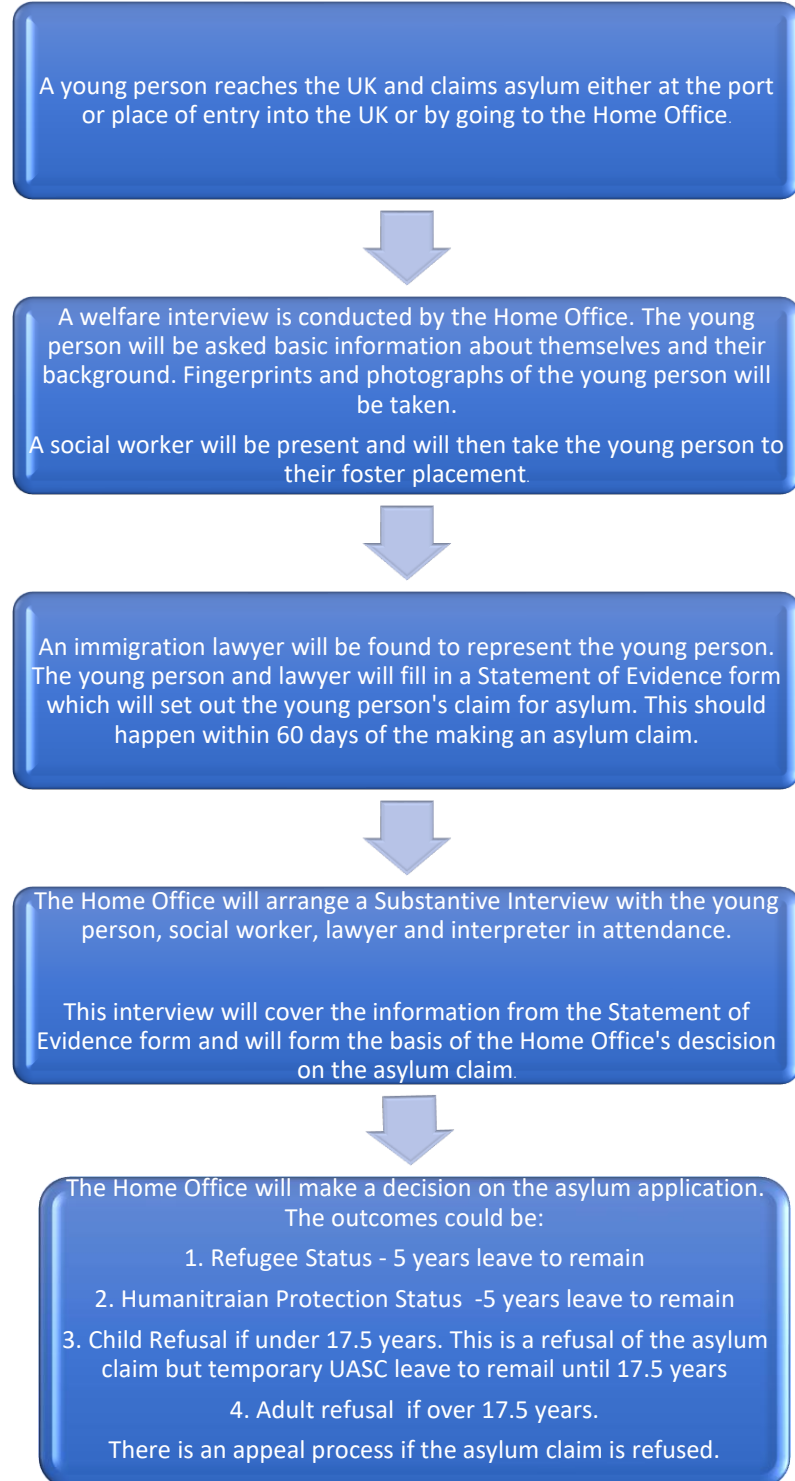 A young person reaches the UK and claims asylum either at the port
or place of entry into the UK or by going to the Home Office.
A welfare interview is conducted by the Home Office. The young
person will be asked basic information about themselves and their
background. Fingerprints and photographs of the young person will
be taken.
A social worker will be present and will then take the young person to
their foster placement.
An immigration lawyer will be found to represent the young person.
The young person and lawyer will fill in a Statement of Evidence form
which will set out the young person's claim for asylum. This should
happen within 60 days of the making an asylum claim.
The Home Office will arrange a Substantive Interview with the young
person, social worker, lawyer and interpreter in attendance.
This interview will cover the information from the Statement of
Evidence form and will form the basis of the Home Office's descision
on the asylum claim.
The Home Office will make a decision on the asylum application.
The outcomes could be:
1. Refugee Status - 5 years leave to remain
2. Humanitraian Protection Status -5 years leave to remain
3. Child Refusal if under 17.5 years. This is a refusal of the asylum
claim but temporary UASC leave to remail until 17.5 years
4. Adult refusal if over 17.5 years.
There is an appeal process if the asylum claim is refused.